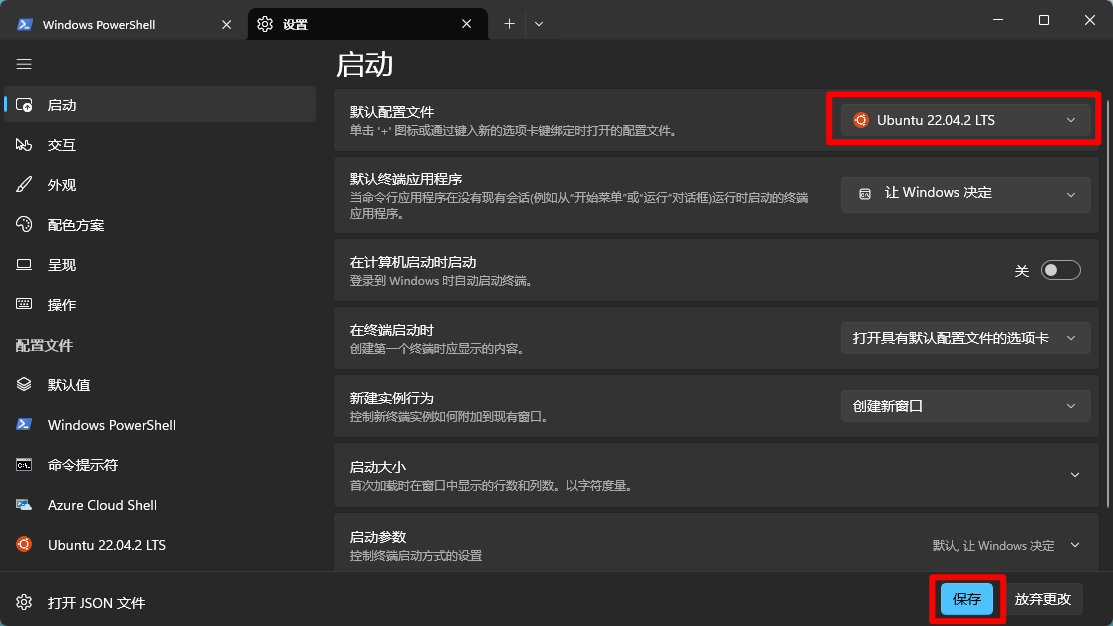 Windows PowerShell
设置
启动
交互
外观
配色方案
呈现
操作
配置文件
默认值
Windows PowerShell
命令提示符
Azure Cloud Shell
Ubuntu 22.04.2 LTS
打开 JSON 文件
启动
默认配置文件
单击 '+' 图标或通过键入新的选项卡键绑定时打开的配置文件。
Ubuntu 22.04.2 LTS
默认终端应用程序
当命令行应用程序在没有现有会话(例如从“开始菜单”或“运行”对话框)运行时启动的终端
应用程序。
让 Windows 决定
在计算机启动时启动
登录到 Windows 时自动启动终端。
关
在终端启动时
创建第一个终端时应显示的内容。
打开具有默认配置文件的选项卡
新建实例行为
控制新终端实例如何附加到现有窗口。
创建新窗口
启动大小
首次加载时在窗口中显示的行数和列数。以字符度量。
启动参数
控制终端启动方式的设置
默认, 让 Windows 决定
保存
放弃更改